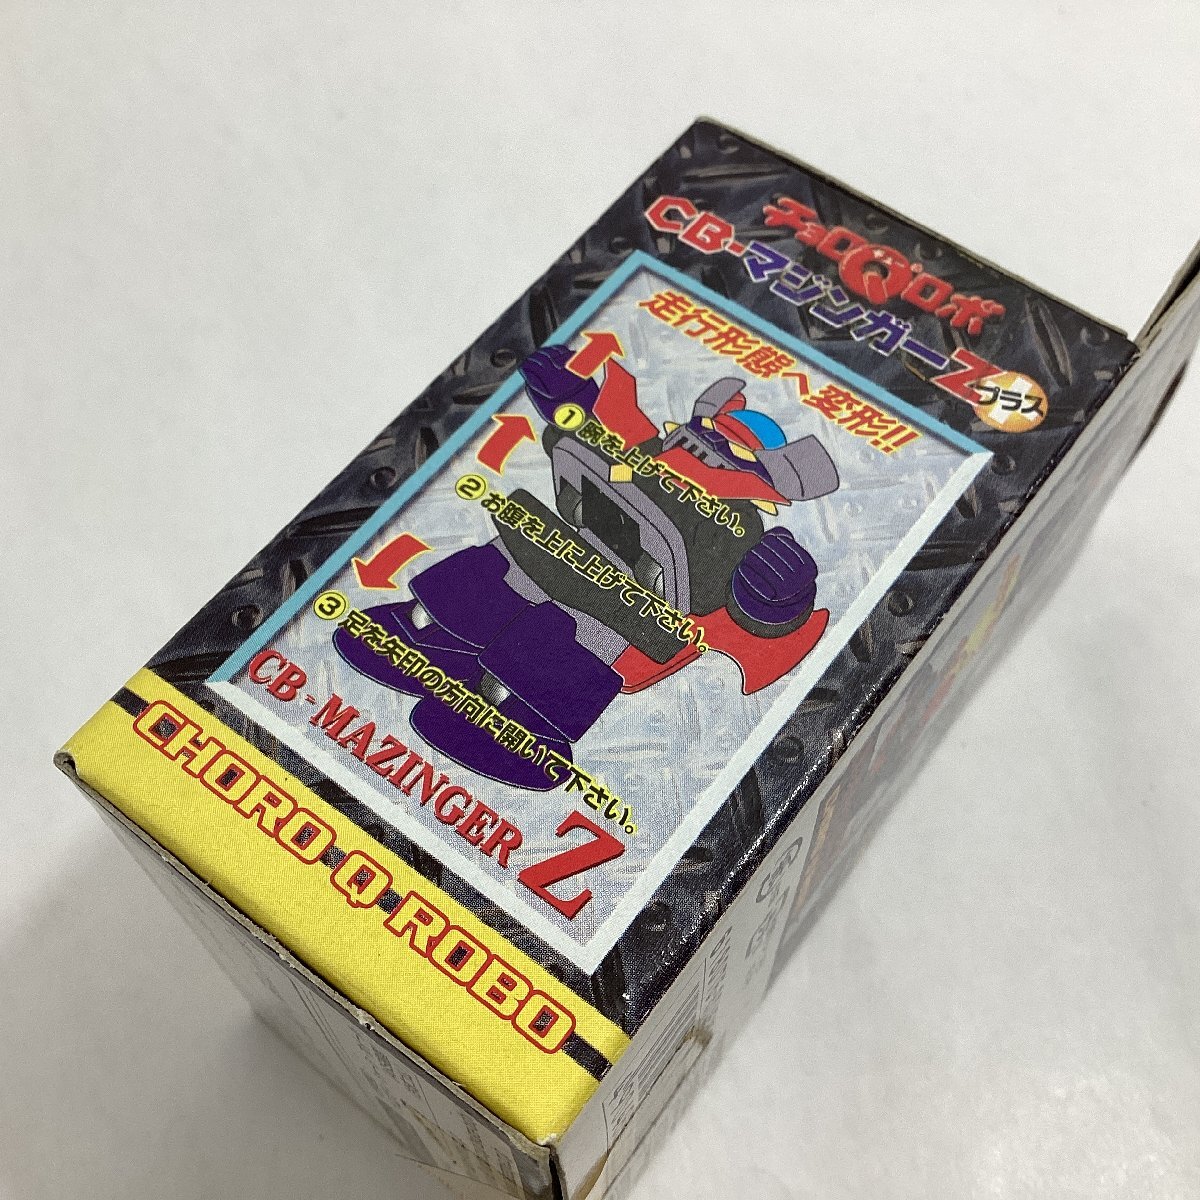 チョロQロボ
CB-マジンガーZプラス
走行形態へ変形!!
①腕を上げて下さい。
②お腹を上に上げて下さい。
③足を矢印の方向に開いて下さい。
CB-MAZINGER Z
CHORO Q ROBO